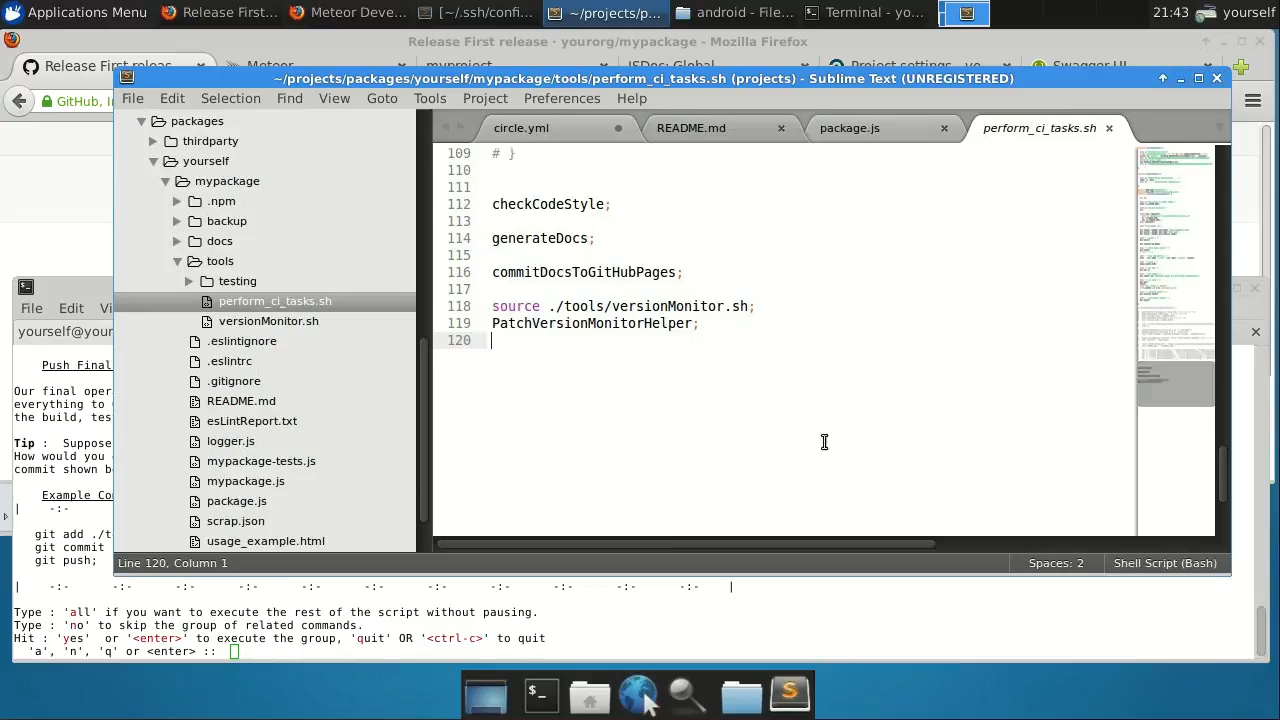 Applications Menu
Release First...
Meteor Deve...
[~/.ssh/confi...
~/projects/p...
android - File...
Terminal - yo...
21:43
yourself
Release First release · yourorg/mypackage - Mozilla Firefox
Release First releas
Meteor
myproject
JSDoc: Global
Project settings - yo
Swagger UI
GitHub, In
~/projects/packages/yourself/mypackage/tools/perform_ci_tasks.sh (projects) - Sublime Text (UNREGISTERED)
File Edit Selection Find View Goto Tools Project Preferences Help
packages
thirdparty
yourself
mypackage
.npm
backup
docs
tools
testing
perform_ci_tasks.sh
versionMonitor.sh
.eslintignore
.eslintrc
.gitignore
README.md
esLintReport.txt
logger.js
mypackage-tests.js
mypackage.js
package.js
scrap.json
usage_example.html
circle.yml
README.md
package.js
perform_ci_tasks.sh
109 # }
110
111
112 checkCodeStyle;
113
114 generateDocs;
115
116 commitDocsToGitHubPages;
117
118 source ./tools/versionMonitor.sh;
119 PatchVersionMonitorHelper;
120
Line 120, Column 1
Spaces: 2
Shell Script (Bash)
File Edit Vi
yourself@your
Push Final
Our final oper
everything to
the build, tes
Tip : Suppose
How would you
commit shown b
Example Co
| -:-
git add ./t
git commit
git push;
| -:- -:- -:- -:- -:- -:- -:- -:- -:- -:- -:- |
Type : 'all' if you want to execute the rest of the script without pausing.
Type : 'no' to skip the group of related commands.
Hit : 'yes' or '<enter>' to execute the group, 'quit' OR '<ctrl-c>' to quit
'a', 'n', 'q' or <enter> ::